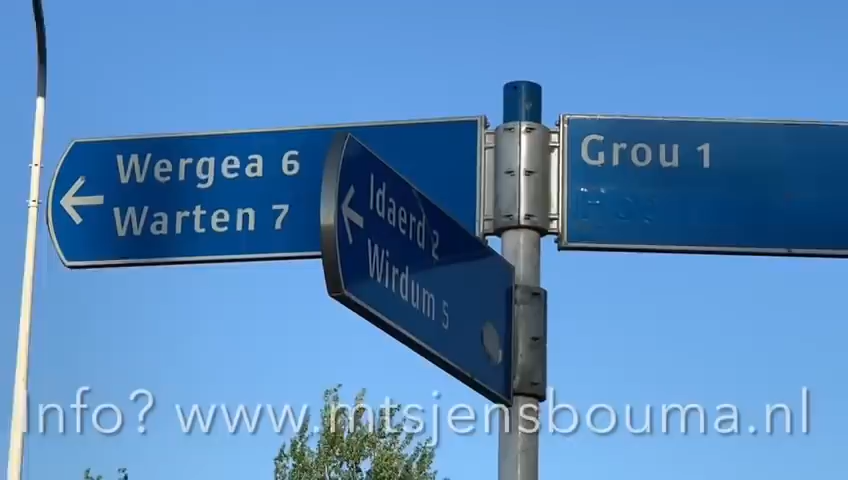 Wergea 6
Warten 7
Idaerd 2
Wirdum 5
Grou 1
Info? www.mtsjensbouma.nl